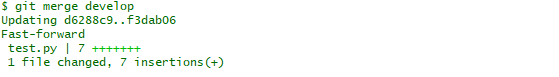 $ git merge develop
Updating d6288c9..f3dab06
Fast-forward
 test.py | 7 +++++++
 1 file changed, 7 insertions(+)